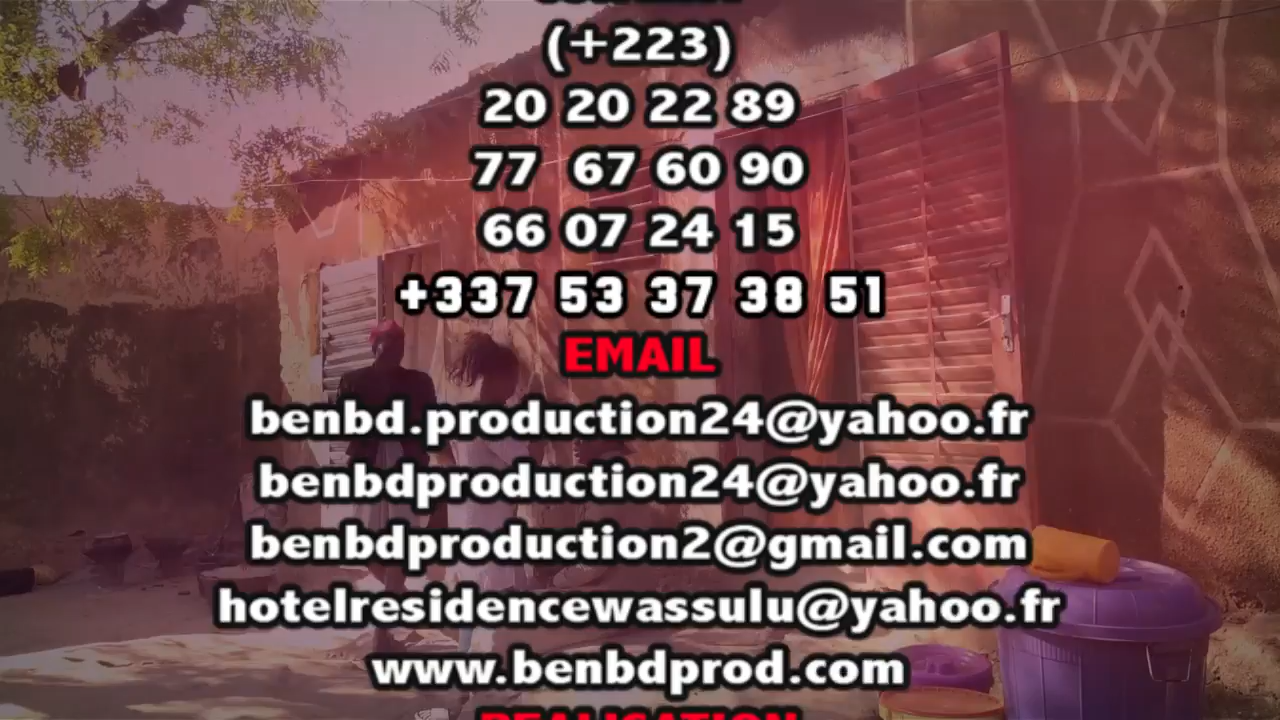 (+223)
20 20 22 89
77 67 60 90
66 07 24 15
+337 53 37 38 51
EMAIL
benbd.production24@yahoo.fr
benbdproduction24@yahoo.fr
benbdproduction2@gmail.com
hotelresidencewassulu@yahoo.fr
www.benbdprod.com
REALISATION